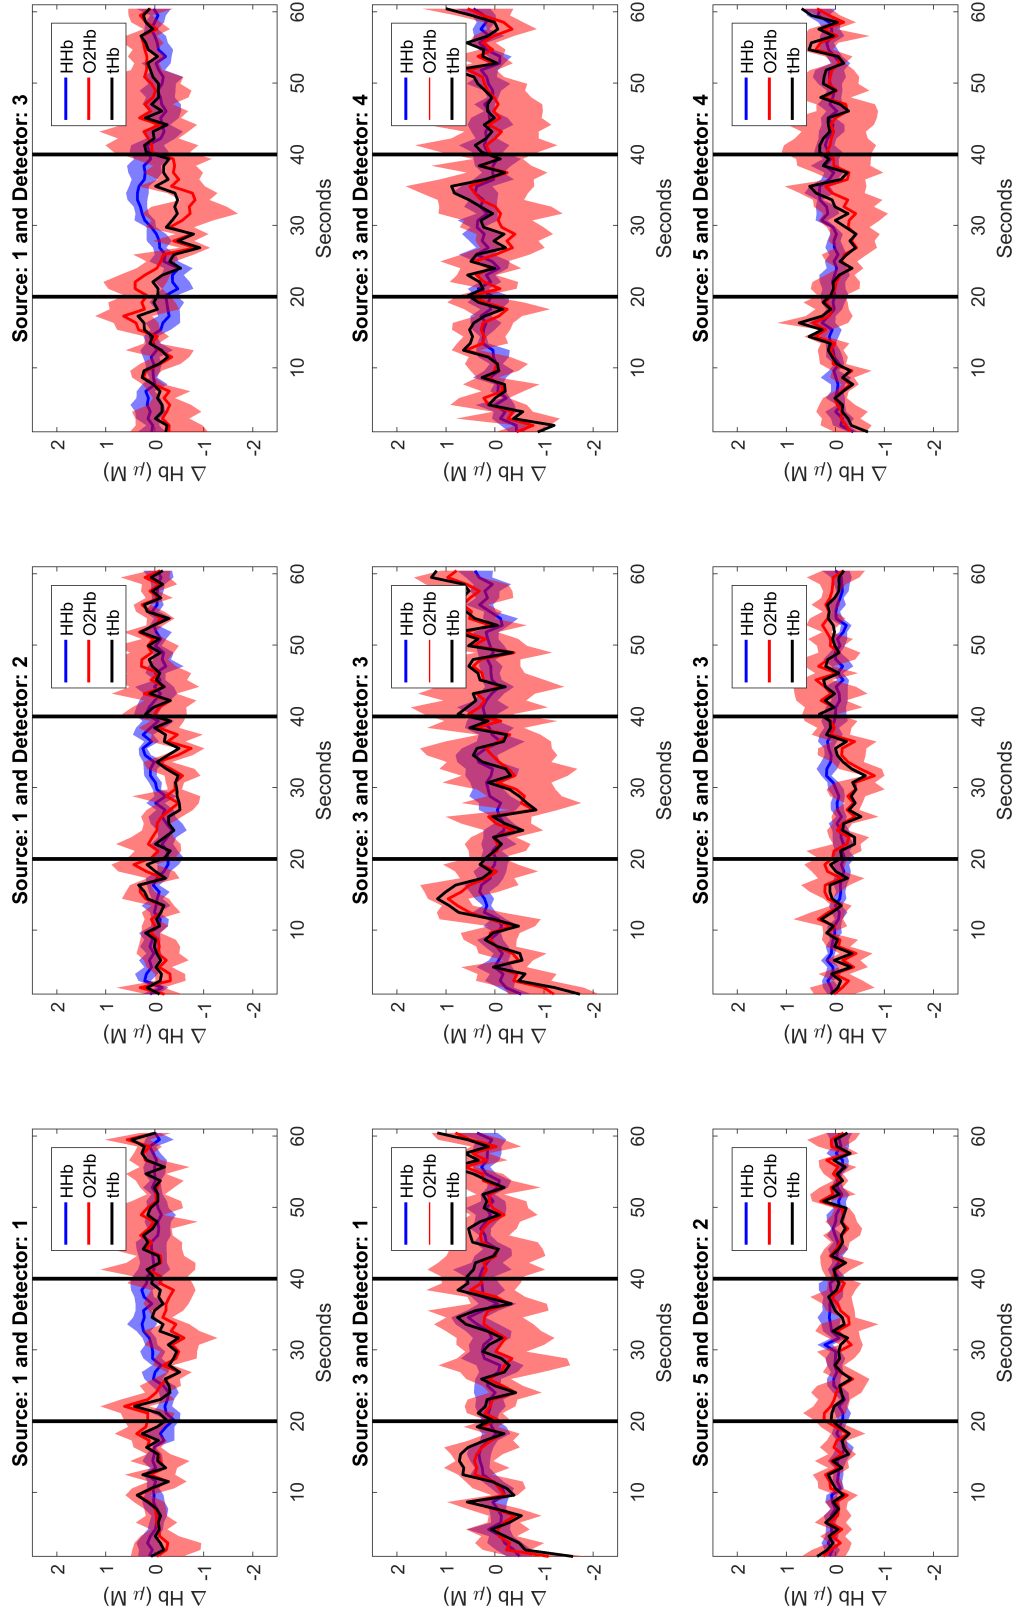 Source: 1 and Detector: 1
Δ Hb (μ M)
2
1
0
-1
-2
10
20
30
40
50
60
Seconds
HHb
O2Hb
tHb
Source: 1 and Detector: 2
Δ Hb (μ M)
2
1
0
-1
-2
10
20
30
40
50
60
Seconds
HHb
O2Hb
tHb
Source: 1 and Detector: 3
Δ Hb (μ M)
2
1
0
-1
-2
10
20
30
40
50
60
Seconds
HHb
O2Hb
tHb
Source: 3 and Detector: 1
Δ Hb (μ M)
2
1
0
-1
-2
10
20
30
40
50
60
Seconds
HHb
O2Hb
tHb
Source: 3 and Detector: 3
Δ Hb (μ M)
2
1
0
-1
-2
10
20
30
40
50
60
Seconds
HHb
O2Hb
tHb
Source: 3 and Detector: 4
Δ Hb (μ M)
2
1
0
-1
-2
10
20
30
40
50
60
Seconds
HHb
O2Hb
tHb
Source: 5 and Detector: 2
Δ Hb (μ M)
2
1
0
-1
-2
10
20
30
40
50
60
Seconds
HHb
O2Hb
tHb
Source: 5 and Detector: 3
Δ Hb (μ M)
2
1
0
-1
-2
10
20
30
40
50
60
Seconds
HHb
O2Hb
tHb
Source: 5 and Detector: 4
Δ Hb (μ M)
2
1
0
-1
-2
10
20
30
40
50
60
Seconds
HHb
O2Hb
tHb